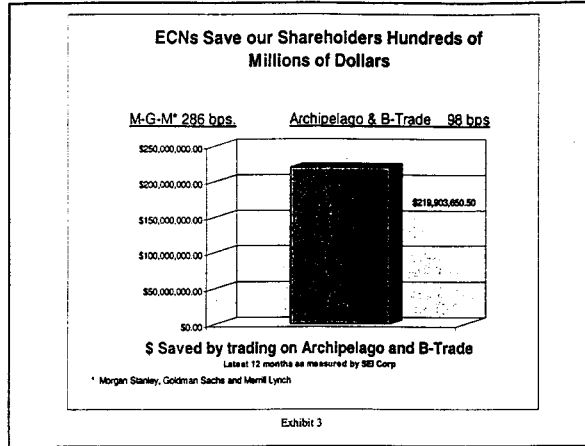 ECNs Save our Shareholders Hundreds of
Millions of Dollars
M-G-M* 286 bps. Archipelago & B-Trade 98 bps
$250,000,000.00
$200,000,000.00
$150,000,000.00
$100,000,000.00
$50,000,000.00
$0.00
$219,903,650.50
$ Saved by trading on Archipelago and B-Trade
Latest 12 months as measured by SEI Corp
* Morgan Stanley, Goldman Sachs and Merrill Lynch
Exhibit 3